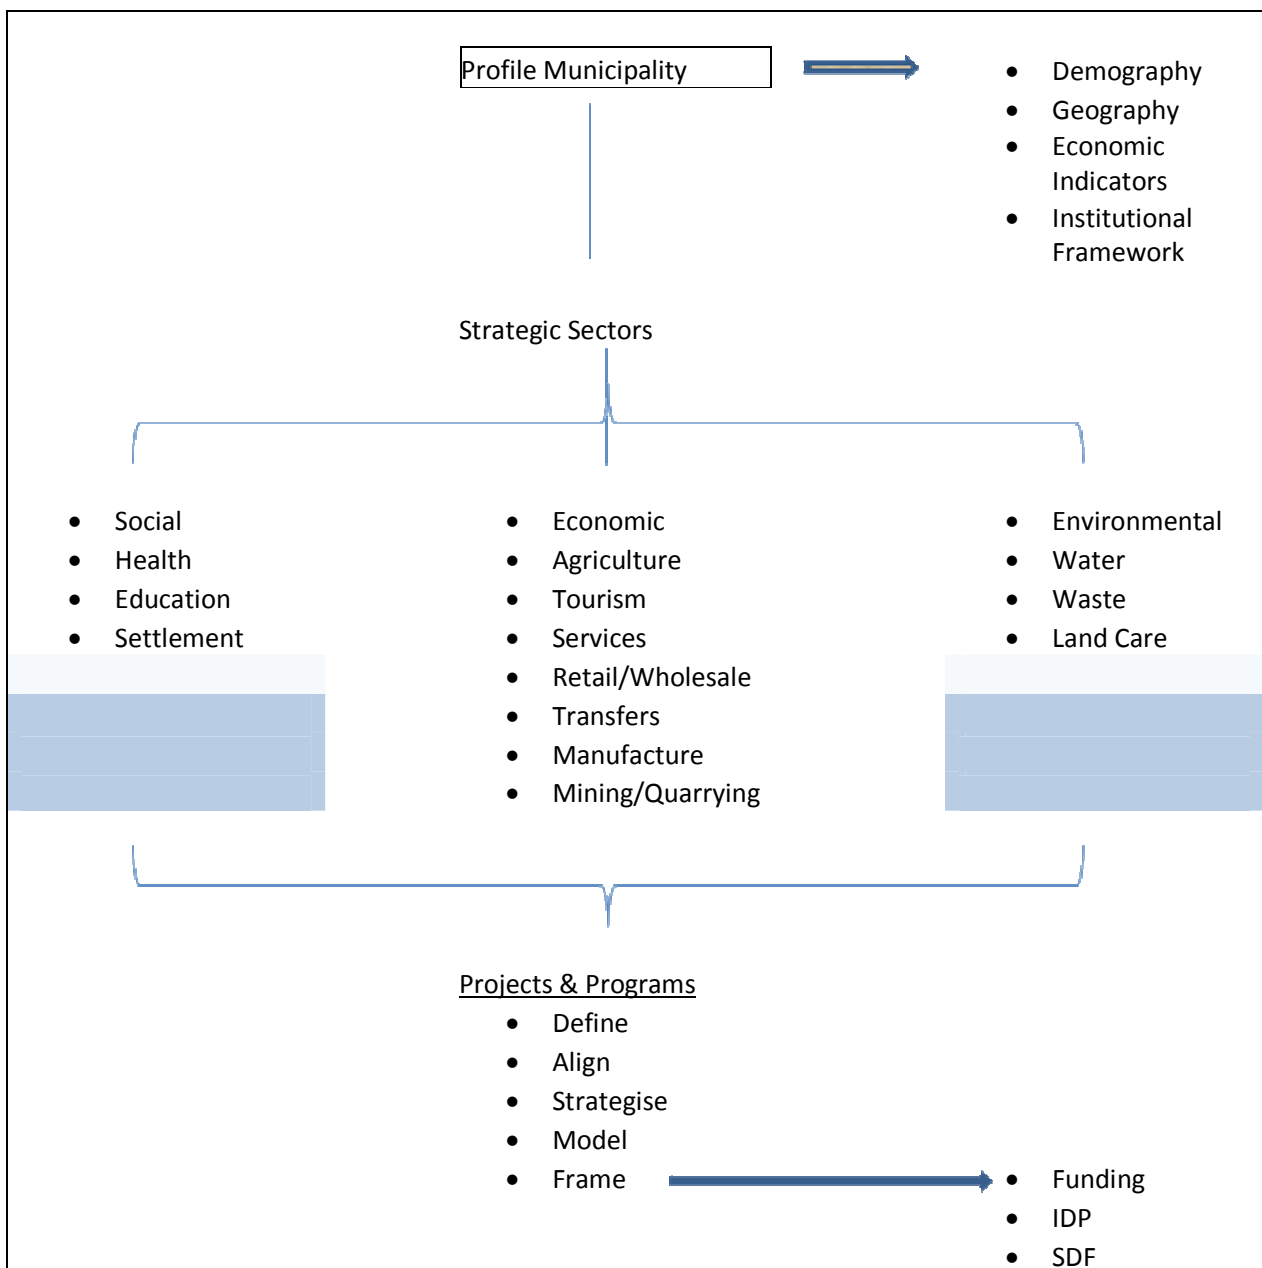 Profile Municipality
• Demography
• Geography
• Economic
Indicators
• Institutional
Framework
Strategic Sectors
• Social
• Health
• Education
• Settlement
• Economic
• Agriculture
• Tourism
• Services
• Retail/Wholesale
• Transfers
• Manufacture
• Mining/Quarrying
• Environmental
• Water
• Waste
• Land Care
Projects & Programs
• Define
• Align
• Strategise
• Model
• Frame
• Funding
• IDP
• SDF